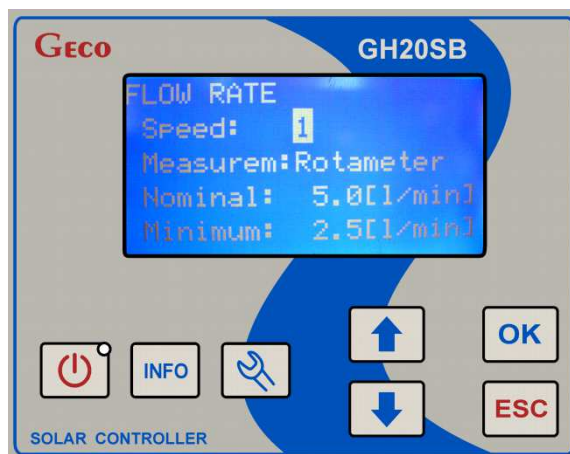 GECO
GH20SB
FLOW RATE
Speed: 1
Measurem:Rotameter
Nominal: 5.0[l/min]
Minimum: 2.5[l/min]
OK
INFO
ESC
SOLAR CONTROLLER